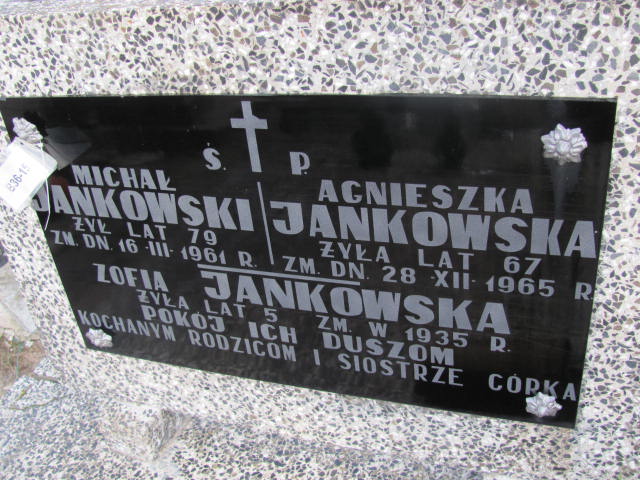 Ś. P.
MICHAŁ
JANKOWSKI
ŻYŁ LAT 79
ZM. DN. 16-III-1961 R.
AGNIESZKA
JANKOWSKA
ŻYŁA LAT 67
ZM. DN. 28 XII-1965 R.
ZOFIA JANKOWSKA
ŻYŁA LAT 5 ZM. W 1935 R.
POKÓJ ICH DUSZOM
KOCHANYM RODZICOM I SIOSTRZE CÓRKA